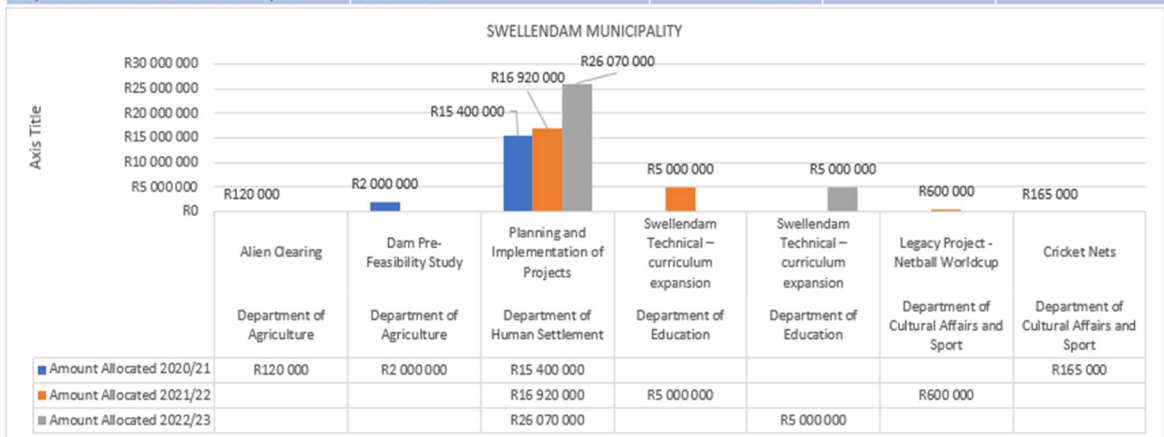 SWELLENDAM MUNICIPALITY
Axis Title
R30 000 000
R25 000 000
R20 000 000
R15 000 000
R10 000 000
R5 000 000
R0
R120 000
R2 000 000
R15 400 000
R16 920 000
R26 070 000
R5 000 000
R5 000 000
R600 000
R165 000
Alien Clearing
Dam Pre-
Feasibility Study
Planning and
Implementation of
Projects
Swellendam
Technical –
curriculum
expansion
Swellendam
Technical –
curriculum
expansion
Legacy Project -
Netball Worldcup
Cricket Nets
Department of
Agriculture
Department of
Agriculture
Department of
Human Settlement
Department of
Education
Department of
Education
Department of
Cultural Affairs and
Sport
Department of
Cultural Affairs and
Sport
Amount Allocated 2020/21 R120 000 R2 000 000 R15 400 000 R165 000
Amount Allocated 2021/22 R16 920 000 R5 000 000 R600 000
Amount Allocated 2022/23 R26 070 000 R5 000 000